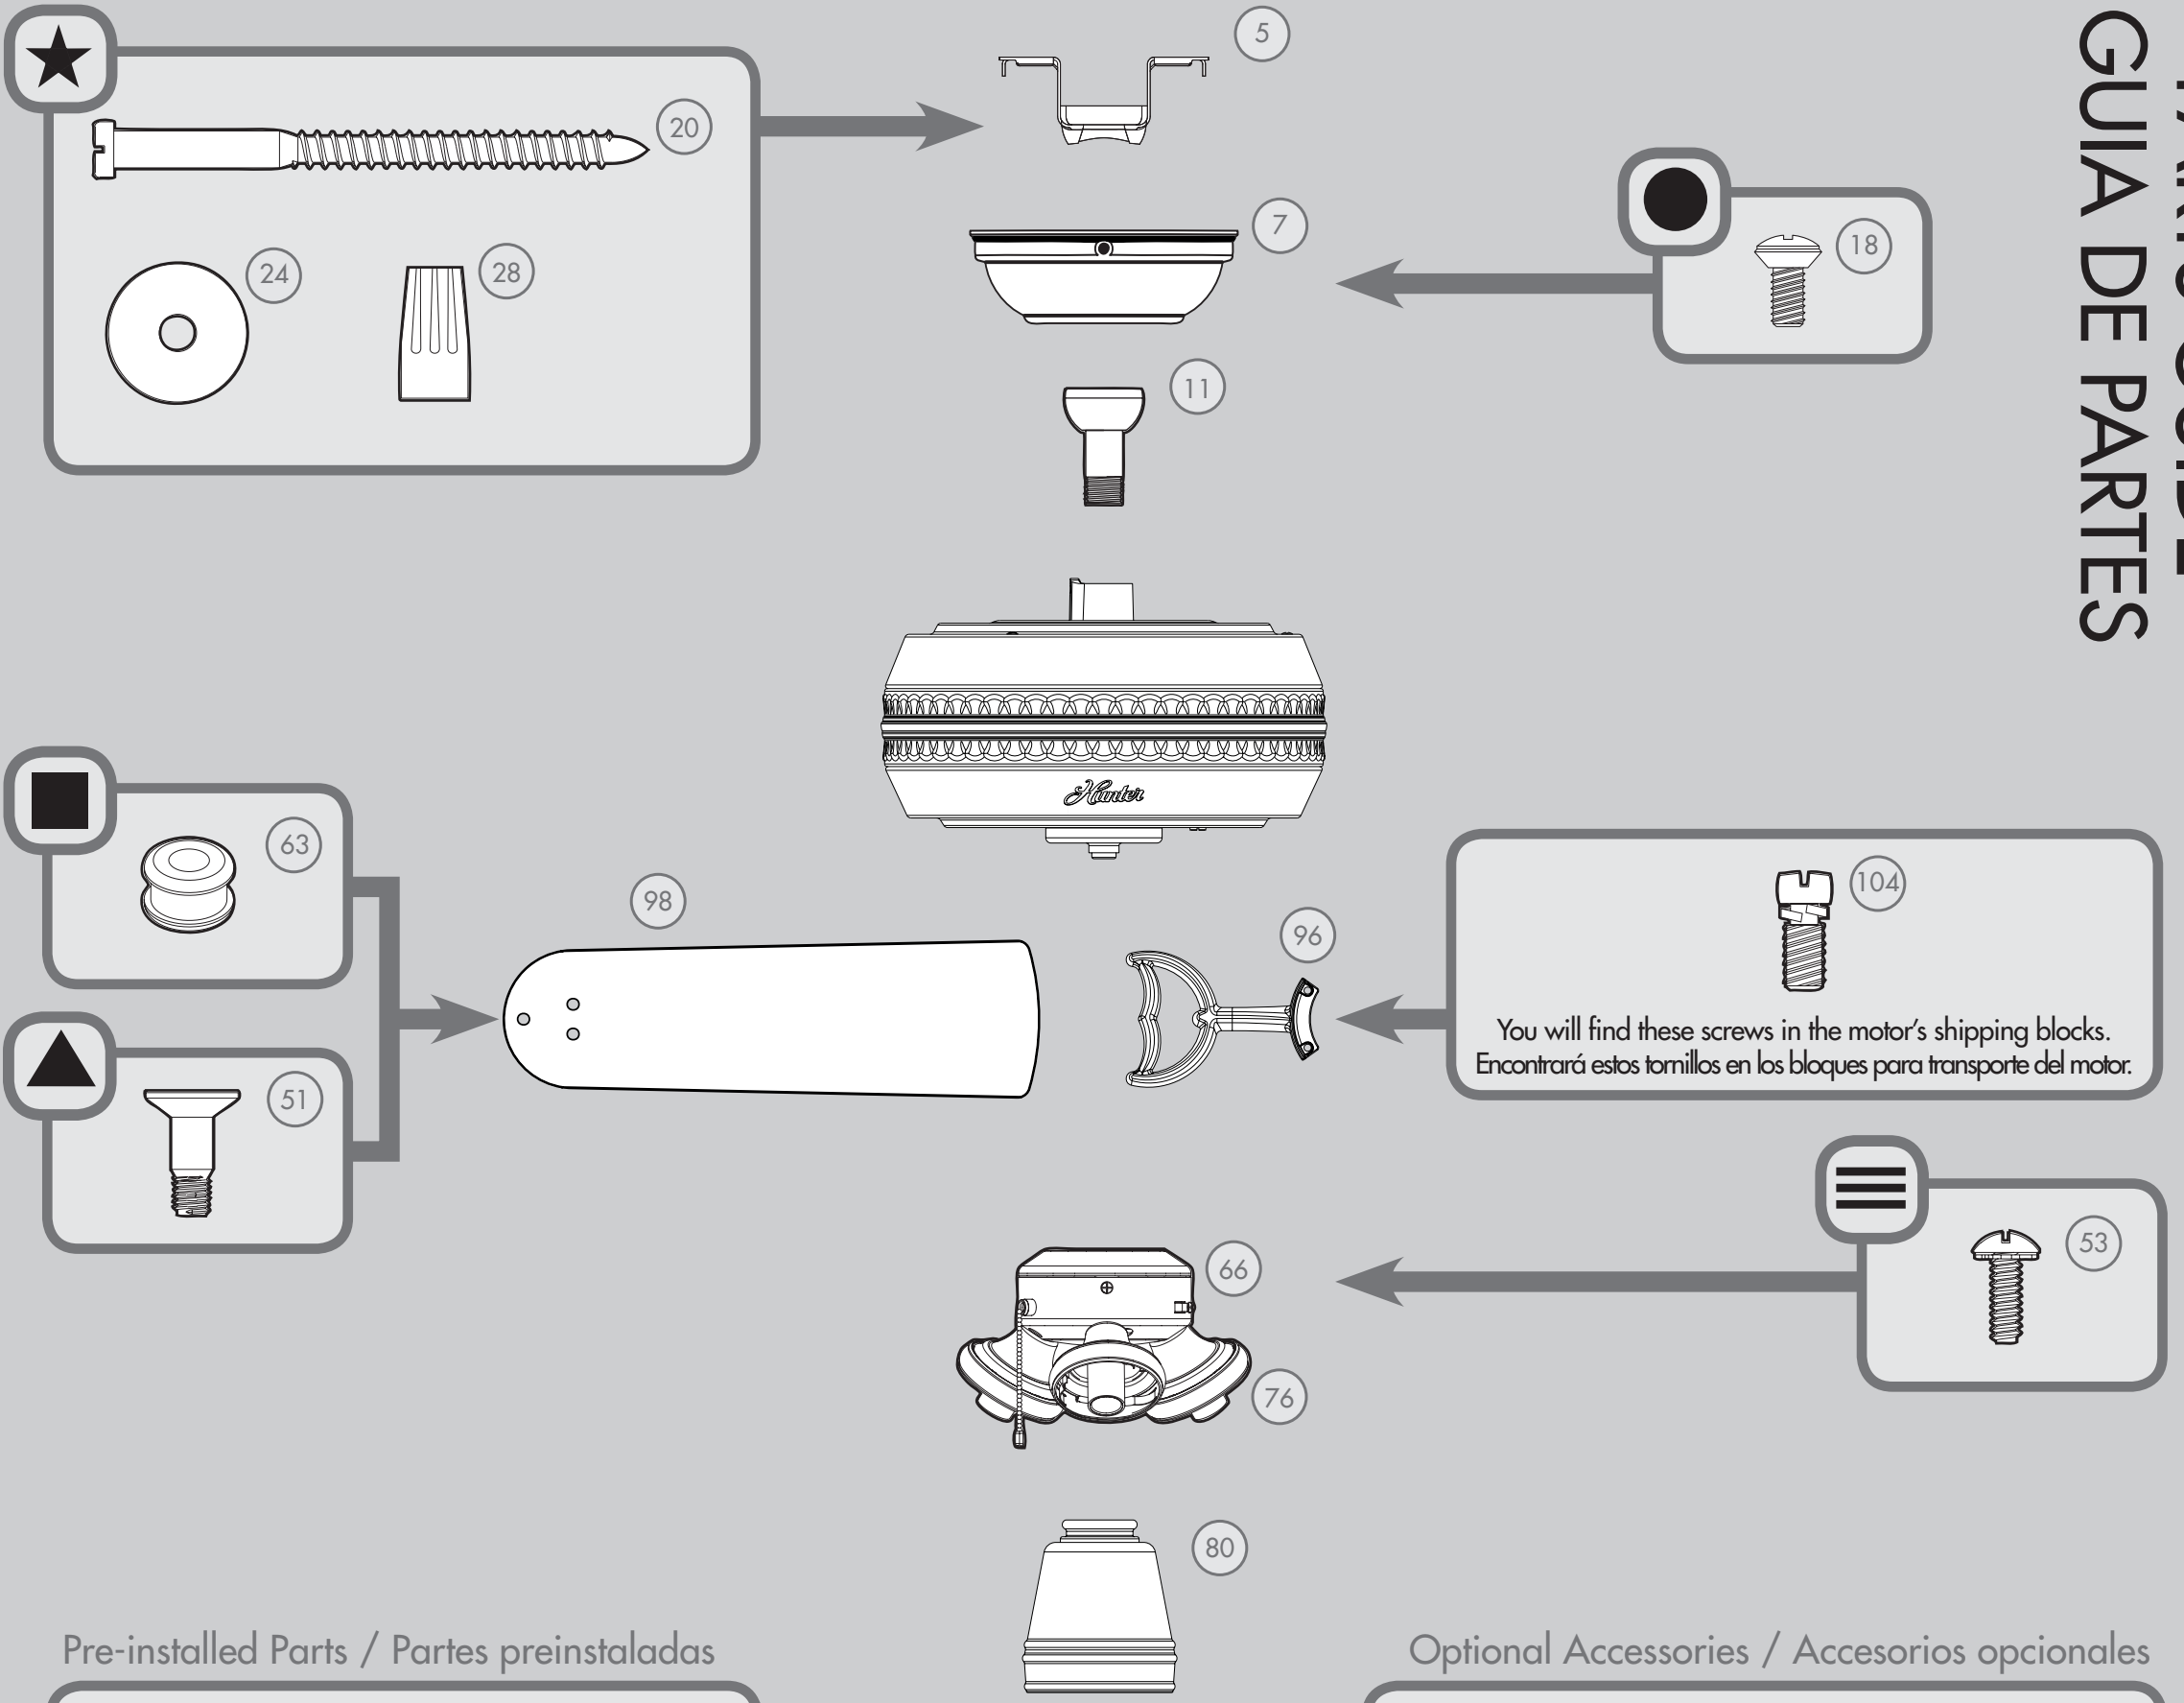 GUIA DE PARTES
5
20
7
18
24
28
11
Hunter
63
98
104
96
You will find these screws in the motor's shipping blocks.
Encontrará estos tornillos en los bloques para transporte del motor.
51
53
66
76
80
Pre-installed Parts / Partes preinstaladas
Optional Accessories / Accesorios opcionales